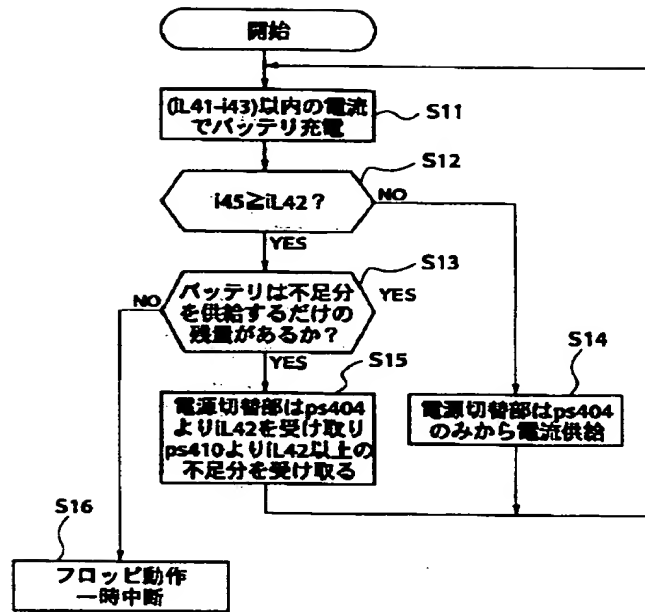 開始
(iL41-i43)以内の電流
でバッテリ充電
S11
S12
i45≧iL42？
NO
YES
S13
NO
バッテリは不足分
を供給するだけの
残量があるか？
YES
YES
S15
S14
電源切替部はps404
よりiL42を受け取り
ps410よりiL42以上の
不足分を受け取る
電源切替部はps404
のみから電流供給
S16
フロッピ動作
一時中断